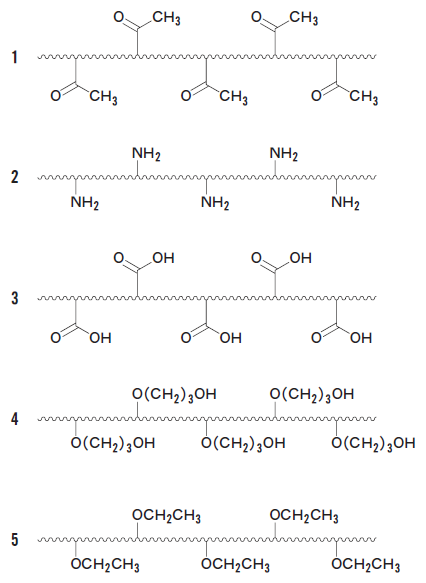 O CH3 O CH3
1
O CH3 O CH3 O CH3
NH2 NH2
2
NH2 NH2 NH2
O OH O OH
3
O OH O OH O OH
O(CH2)3OH O(CH2)3OH
4
O(CH2)3OH O(CH2)3OH O(CH2)3OH
OCH2CH3 OCH2CH3
5
OCH2CH3 OCH2CH3 OCH2CH3